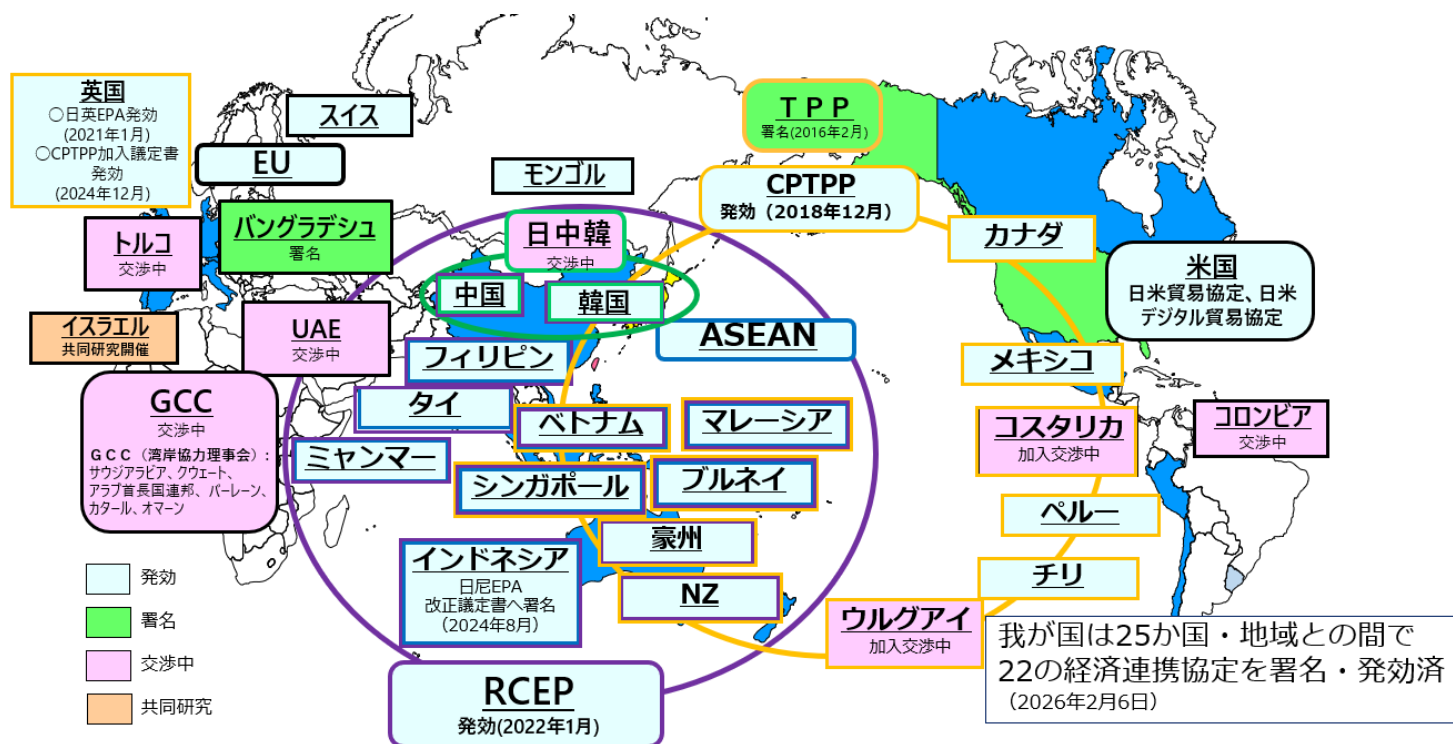 英国
○日英EPA発効
(2021年1月)
○CPTPP加入議定書
発効
(2024年12月)
スイス
EU
モンゴル
ＴＰＰ
署名(2016年2月)
CPTPP
発効（2018年12月）
トルコ
交渉中
バングラデシュ
署名
日中韓
交渉中
中国
韓国
カナダ
米国
日米貿易協定、日米
デジタル貿易協定
イスラエル
共同研究開催
UAE
交渉中
ASEAN
フィリピン
メキシコ
GCC
交渉中
ＧＣＣ（湾岸協力理事会）:
サウジアラビア、クウェート、
アラブ首長国連邦、バーレーン、
カタール、オマーン
タイ
ベトナム
マレーシア
コスタリカ
加入交渉中
コロンビア
交渉中
ミャンマー
シンガポール
ブルネイ
ペルー
豪州
インドネシア
日尼EPA
改正議定書へ署名
（2024年8月）
NZ
チリ
ウルグアイ
加入交渉中
発効
署名
交渉中
共同研究
RCEP
発効(2022年1月)
我が国は25か国・地域との間で
22の経済連携協定を署名・発効済
（2026年2月6日）